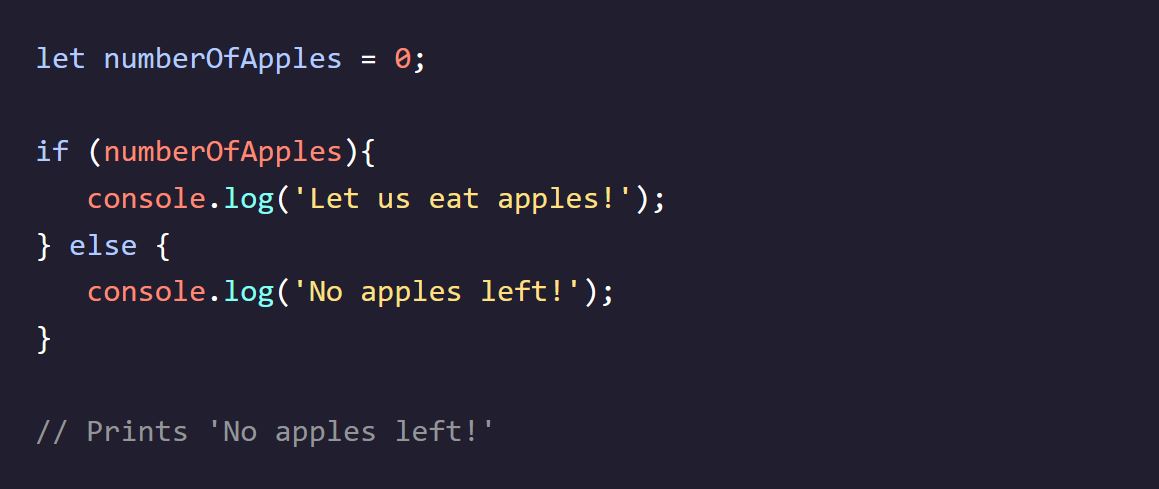 let numberOfApples = 0;
if (numberOfApples){
   console.log('Let us eat apples!');
} else {
   console.log('No apples left!');
}
// Prints 'No apples left!'